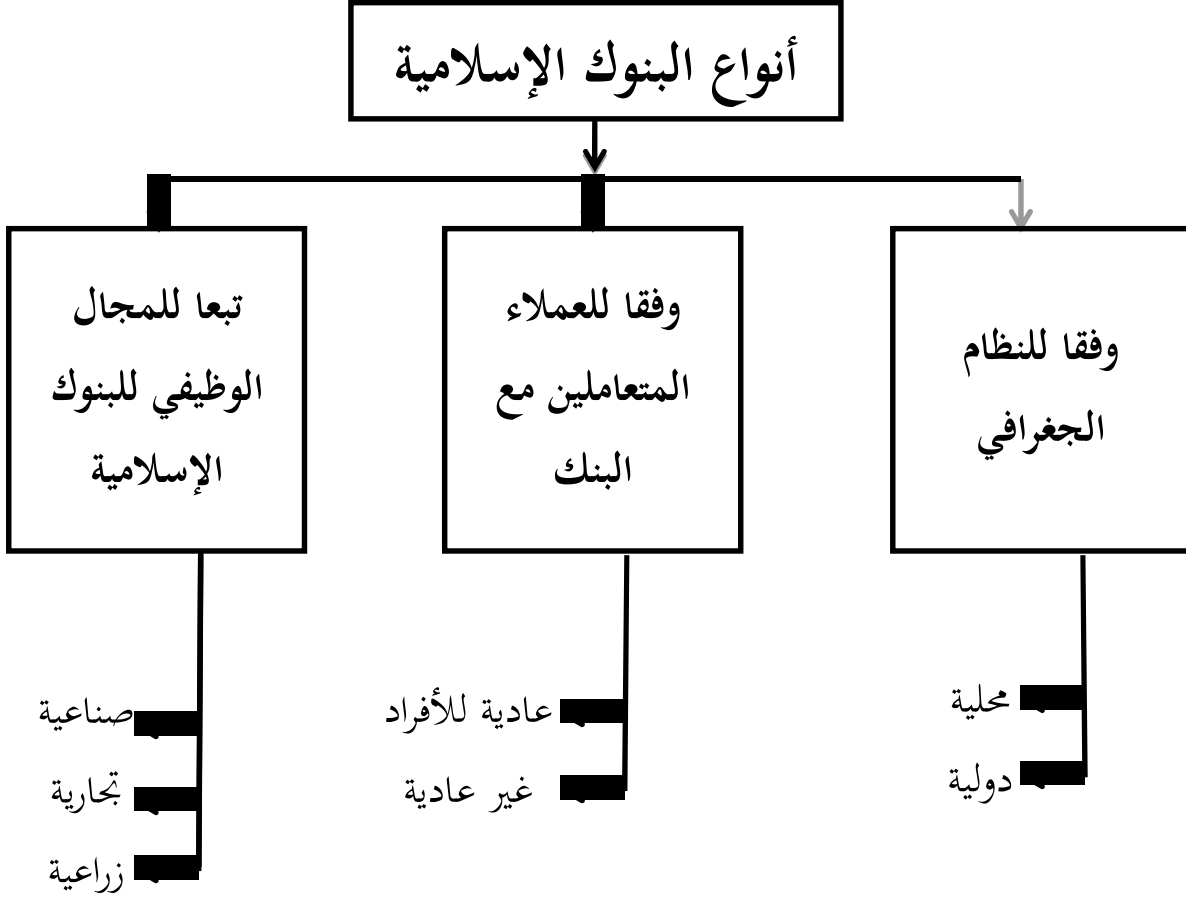 أنواع البنوك الإسلامية
وفقا للنظام
الجغرافي
محلية
دولية
وفقا للعملاء
المتعاملين مع
البنك
عادية للأفراد
غير عادية
تبعا للمجال
الوظيفي للبنوك
الإسلامية
صناعية
تجارية
زراعية